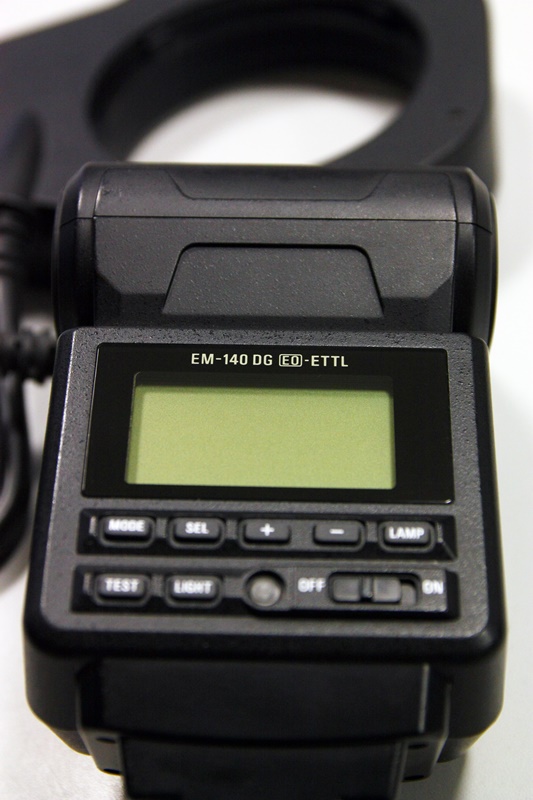 EM-140 DG EO-ETTL
MODE SEL + - LAMP
TEST LIGHT OFF ON